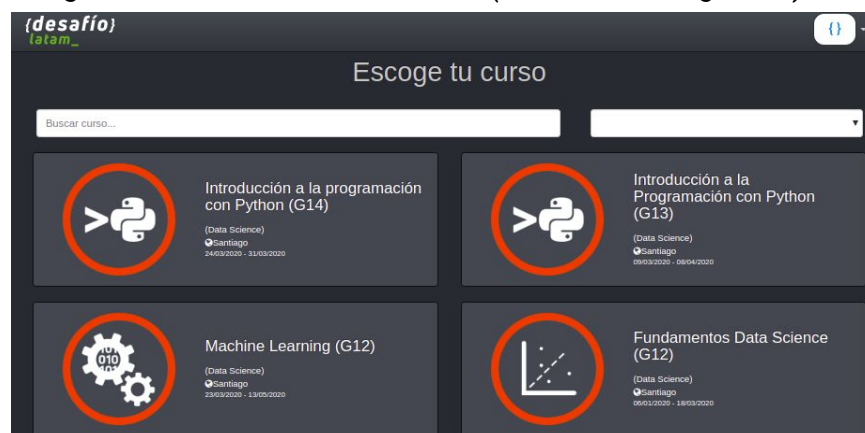 {desafío}
latam_
{}
Escoge tu curso
Buscar curso...
Introducción a la programación
con Python (G14)
(Data Science)
Santiago
24/03/2020 - 31/03/2020
Introducción a la
Programación con Python
(G13)
(Data Science)
Santiago
09/03/2020 - 08/04/2020
010
Machine Learning (G12)
(Data Science)
Santiago
23/03/2020 - 13/05/2020
Fundamentos Data Science
(G12)
(Data Science)
Santiago
06/01/2020 - 18/03/2020